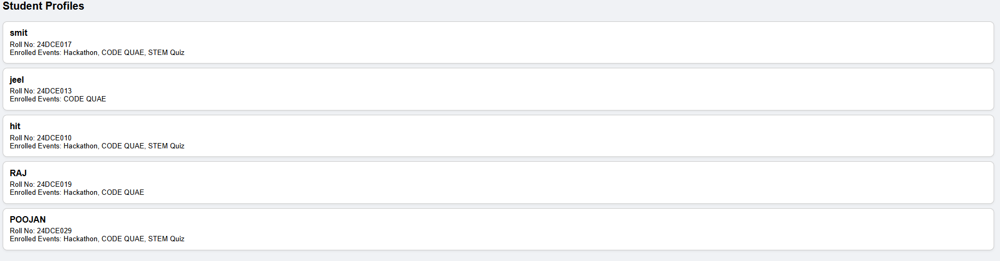 Student Profiles
smit
Roll No: 24DCE017
Enrolled Events: Hackathon, CODE QUAE, STEM Quiz
jeel
Roll No: 24DCE013
Enrolled Events: CODE QUAE
hit
Roll No: 24DCE010
Enrolled Events: Hackathon, CODE QUAE, STEM Quiz
RAJ
Roll No: 24DCE019
Enrolled Events: Hackathon, CODE QUAE
POOJAN
Roll No: 24DCE029
Enrolled Events: Hackathon, CODE QUAE, STEM Quiz